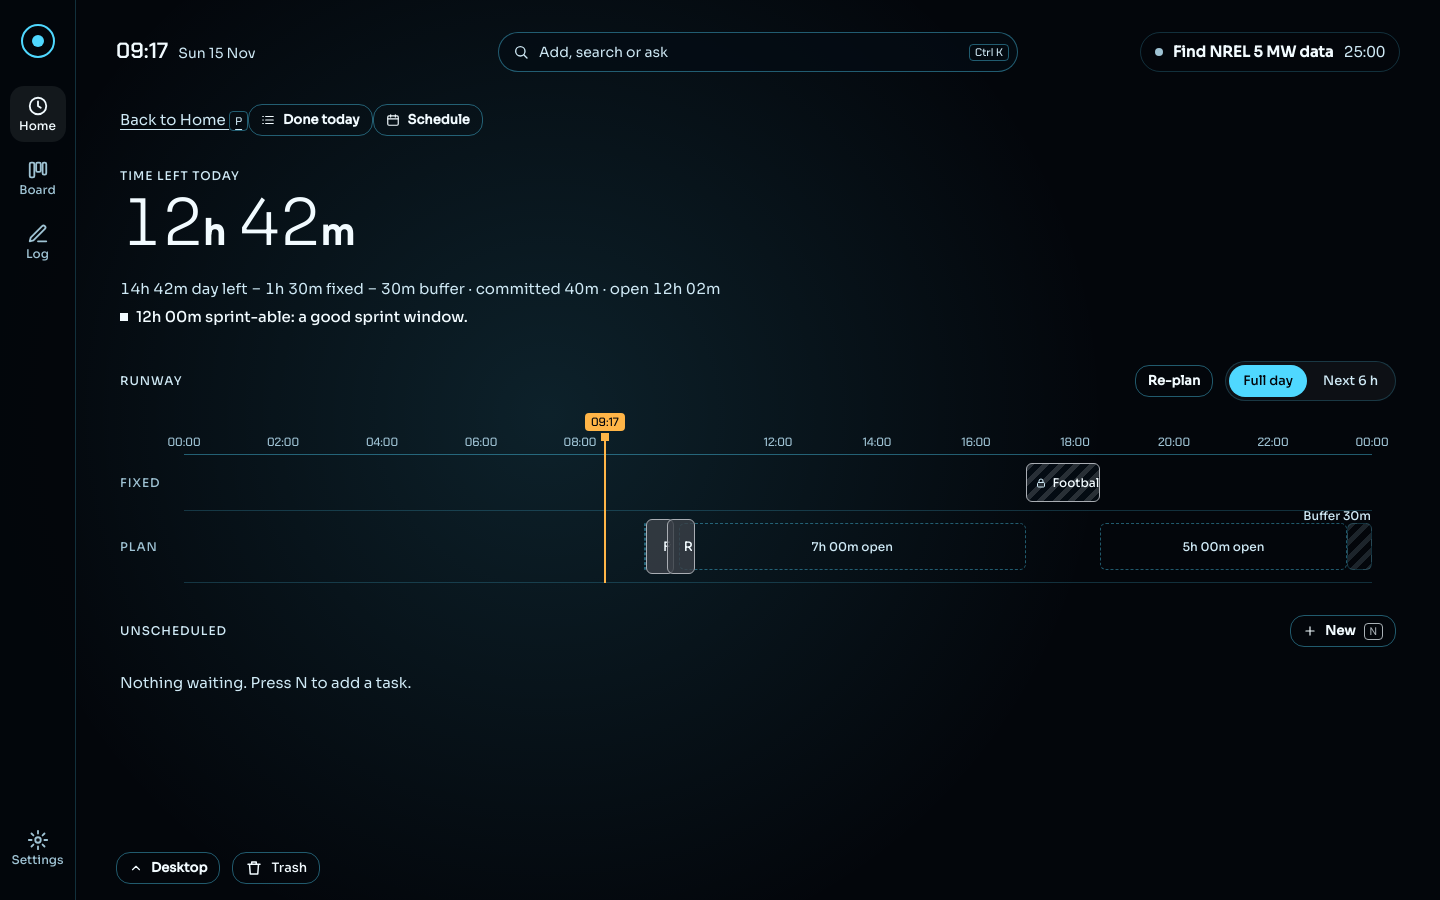 09:17 Sun 15 Nov
Add, search or ask Ctrl K
Find NREL 5 MW data 25:00
Home
Board
Log
Settings
Back to Home P Done today Schedule
TIME LEFT TODAY
12h 42m
14h 42m day left – 1h 30m fixed – 30m buffer · committed 40m · open 12h 02m
12h 00m sprint-able: a good sprint window.
RUNWAY Re-plan Full day Next 6 h
09:17
00:00 02:00 04:00 06:00 08:00 12:00 14:00 16:00 18:00 20:00 22:00 00:00
FIXED Footbal
Buffer 30m
PLAN F R 7h 00m open 5h 00m open
UNSCHEDULED New N
Nothing waiting. Press N to add a task.
Desktop Trash